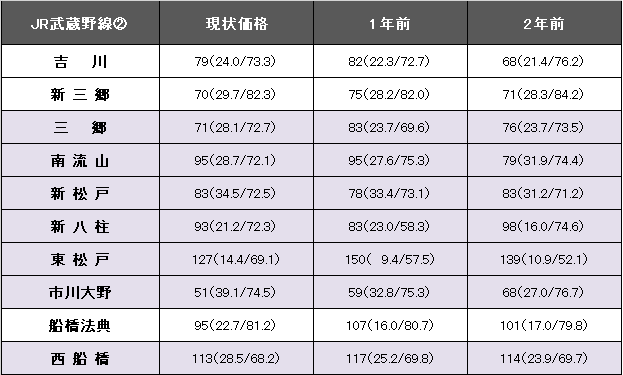 JR武蔵野線② 現状価格 1年前 2年前
吉川 79(24.0/73.3) 82(22.3/72.7) 68(21.4/76.2)
新三郷 70(29.7/82.3) 75(28.2/82.0) 71(28.3/84.2)
三郷 71(28.1/72.7) 83(23.7/69.6) 76(23.7/73.5)
南流山 95(28.7/72.1) 95(27.6/75.3) 79(31.9/74.4)
新松戸 83(34.5/72.5) 78(33.4/73.1) 83(31.2/71.2)
新八柱 93(21.2/72.3) 83(23.0/58.3) 98(16.0/74.6)
東松戸 127(14.4/69.1) 150( 9.4/57.5) 139(10.9/52.1)
市川大野 51(39.1/74.5) 59(32.8/75.3) 68(27.0/76.7)
船橋法典 95(22.7/81.2) 107(16.0/80.7) 101(17.0/79.8)
西船橋 113(28.5/68.2) 117(25.2/69.8) 114(23.9/69.7)